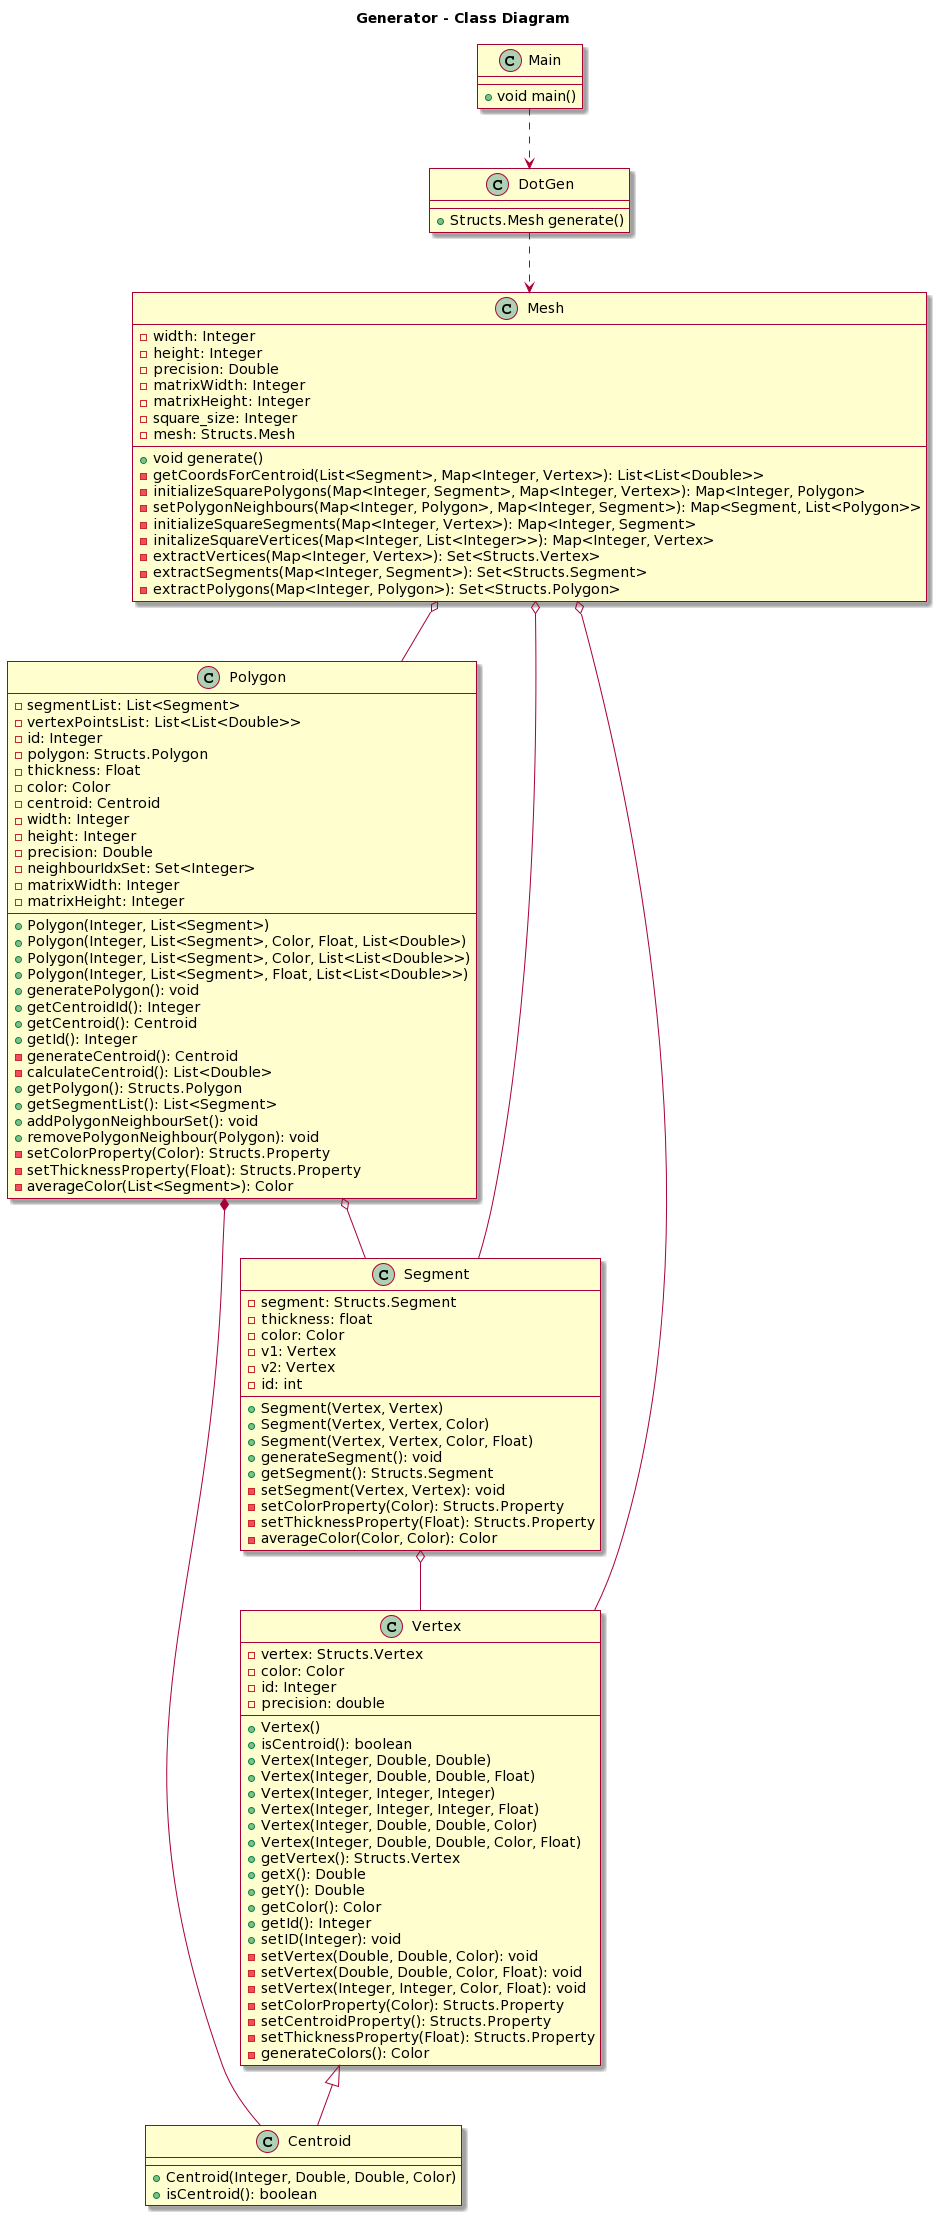 Generator - Class Diagram
C Main
void main()
C DotGen
Structs.Mesh generate()
C Mesh
width: Integer
height: Integer
precision: Double
matrixWidth: Integer
matrixHeight: Integer
square_size: Integer
mesh: Structs.Mesh
void generate()
getCoordsForCentroid(List<Segment>, Map<Integer, Vertex>): List<List<Double>>
initializeSquarePolygons(Map<Integer, Segment>, Map<Integer, Vertex>): Map<Integer, Polygon>
setPolygonNeighbours(Map<Integer, Polygon>, Map<Integer, Segment>): Map<Segment, List<Polygon>>
initializeSquareSegments(Map<Integer, Vertex>): Map<Integer, Segment>
initalizeSquareVertices(Map<Integer, List<Integer>>): Map<Integer, Vertex>
extractVertices(Map<Integer, Vertex>): Set<Structs.Vertex>
extractSegments(Map<Integer, Segment>): Set<Structs.Segment>
extractPolygons(Map<Integer, Polygon>): Set<Structs.Polygon>
C Polygon
segmentList: List<Segment>
vertexPointsList: List<List<Double>>
id: Integer
polygon: Structs.Polygon
thickness: Float
color: Color
centroid: Centroid
width: Integer
height: Integer
precision: Double
neighbourIdxSet: Set<Integer>
matrixWidth: Integer
matrixHeight: Integer
Polygon(Integer, List<Segment>)
Polygon(Integer, List<Segment>, Color, Float, List<Double>)
Polygon(Integer, List<Segment>, Color, List<List<Double>>)
Polygon(Integer, List<Segment>, Float, List<List<Double>>)
generatePolygon(): void
getCentroidId(): Integer
getCentroid(): Centroid
getId(): Integer
generateCentroid(): Centroid
calculateCentroid(): List<Double>
getPolygon(): Structs.Polygon
getSegmentList(): List<Segment>
addPolygonNeighbourSet(): void
removePolygonNeighbour(Polygon): void
setColorProperty(Color): Structs.Property
setThicknessProperty(Float): Structs.Property
averageColor(List<Segment>): Color
C Segment
segment: Structs.Segment
thickness: float
color: Color
v1: Vertex
v2: Vertex
id: int
Segment(Vertex, Vertex)
Segment(Vertex, Vertex, Color)
Segment(Vertex, Vertex, Color, Float)
generateSegment(): void
getSegment(): Structs.Segment
setSegment(Vertex, Vertex): void
setColorProperty(Color): Structs.Property
setThicknessProperty(Float): Structs.Property
averageColor(Color, Color): Color
C Vertex
vertex: Structs.Vertex
color: Color
id: Integer
precision: double
Vertex()
isCentroid(): boolean
Vertex(Integer, Double, Double)
Vertex(Integer, Double, Double, Float)
Vertex(Integer, Integer, Integer)
Vertex(Integer, Integer, Integer, Float)
Vertex(Integer, Double, Double, Color)
Vertex(Integer, Double, Double, Color, Float)
getVertex(): Structs.Vertex
getX(): Double
getY(): Double
getColor(): Color
getId(): Integer
setID(Integer): void
setVertex(Double, Double, Color): void
setVertex(Double, Double, Color, Float): void
setVertex(Integer, Integer, Color, Float): void
setColorProperty(Color): Structs.Property
setCentroidProperty(): Structs.Property
setThicknessProperty(Float): Structs.Property
generateColors(): Color
C Centroid
Centroid(Integer, Double, Double, Color)
isCentroid(): boolean